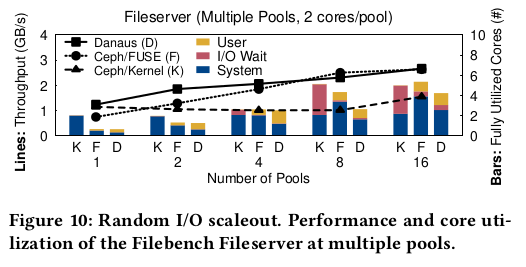 Fileserver (Multiple Pools, 2 cores/pool)
Lines: Throughput (GB/s)
4
3
2
1
0
Danaus (D)
Ceph/FUSE (F)
Ceph/Kernel (K)
User
I/O Wait
System
10
8
6
4
2
0
Bars: Fully Utilized Cores (#)
K F D K F D K F D K F D K F D
1 2 4 8 16
Number of Pools
Figure 10: Random I/O scaleout. Performance and core uti-
lization of the Filebench Fileserver at multiple pools.